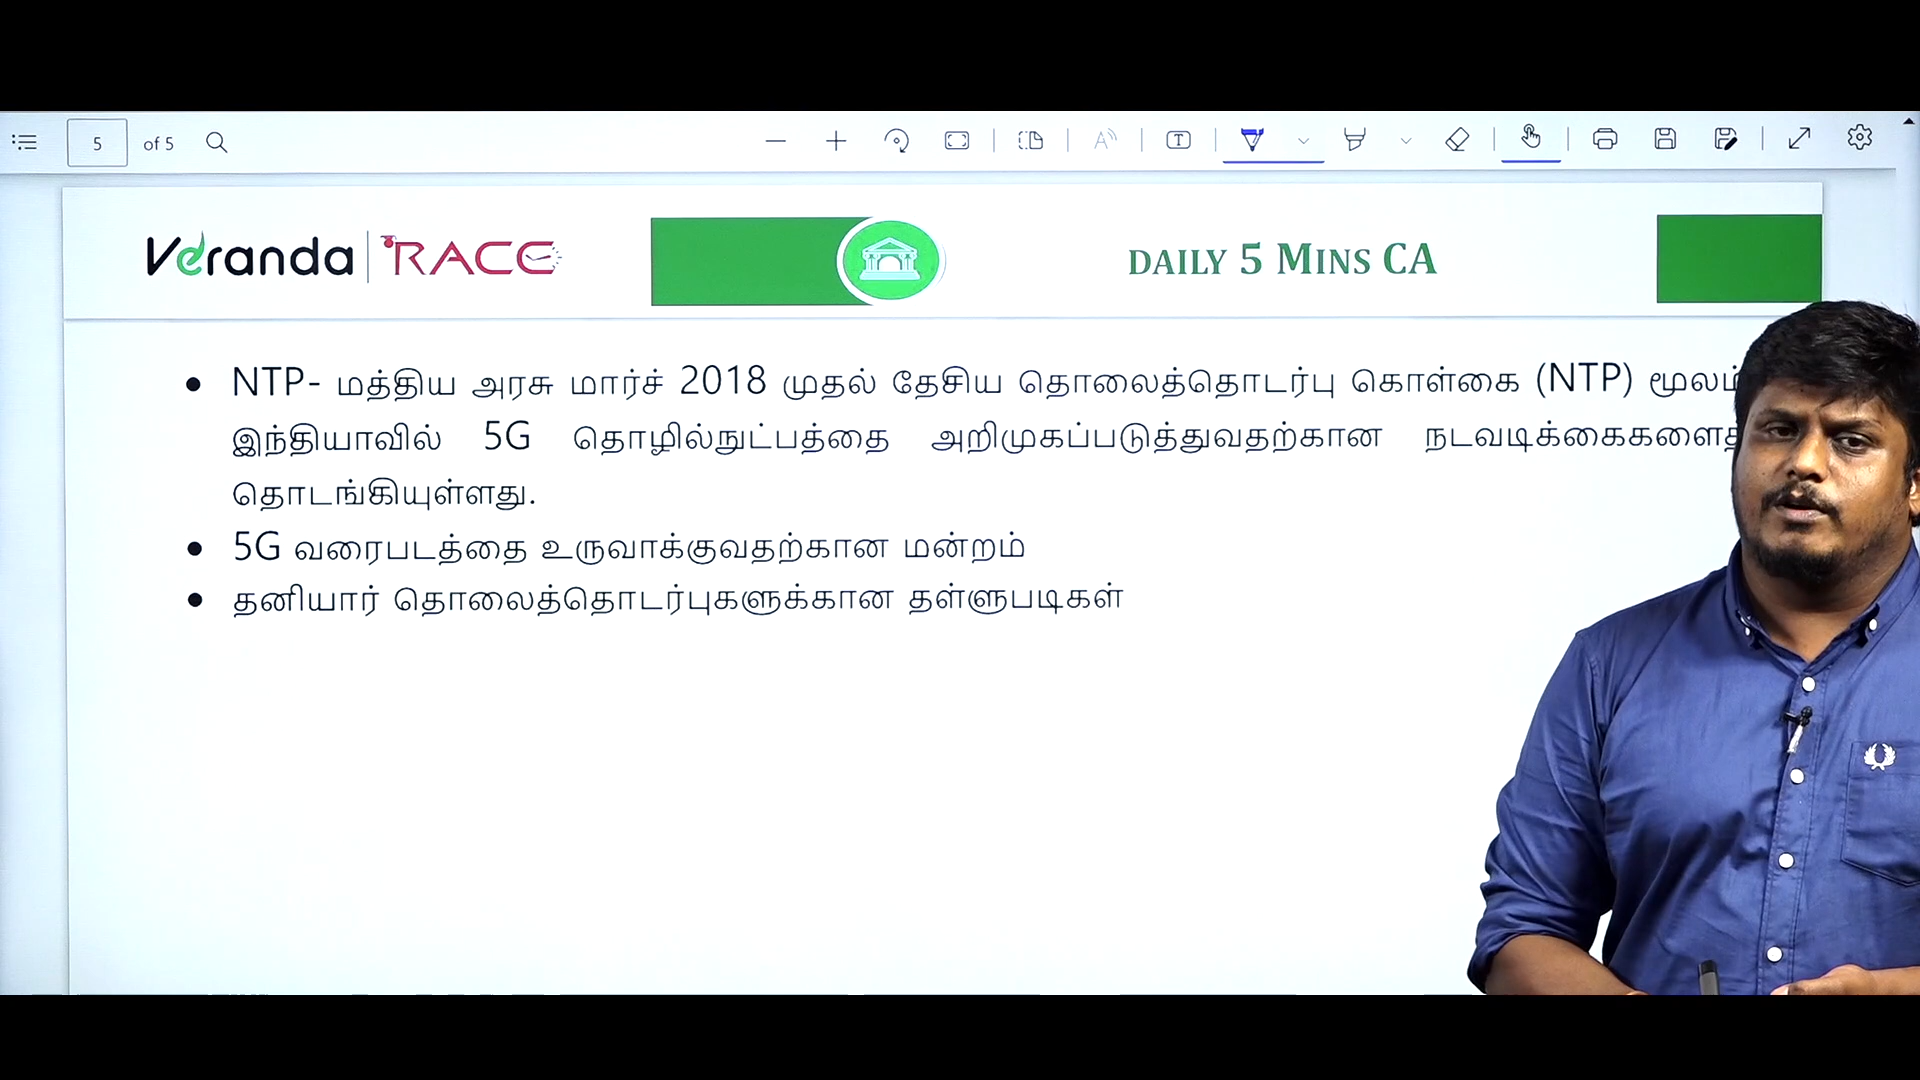 5 of 5
Veranda RACE
DAILY 5 MINS CA
• NTP- மத்திய அரசு மார்ச் 2018 முதல் தேசிய தொலைத்தொடர்பு கொள்கை (NTP) மூலம்
இந்தியாவில் 5G தொழில்நுட்பத்தை அறிமுகப்படுத்துவதற்கான நடவடிக்கைகளைத்
தொடங்கியுள்ளது.
• 5G வரைபடத்தை உருவாக்குவதற்கான மன்றம்
• தனியார் தொலைத்தொடர்புகளுக்கான தள்ளுபடிகள்